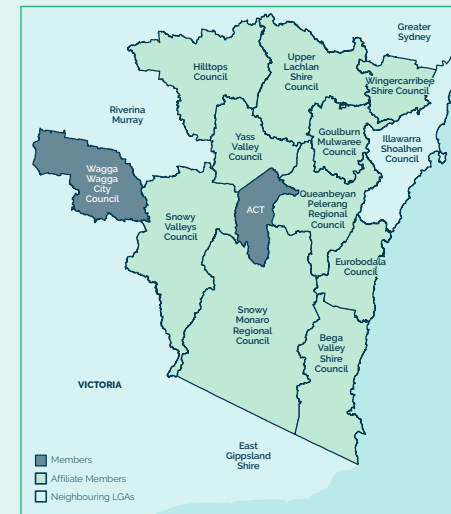 Greater
Sydney
Hilltops
Council
Upper
Lachlan
Shire
Council
Wingercarribee
Shire Council
Riverina
Murray
Yass
Valley
Council
Goulburn
Mulwaree
Council
Illawarra
Shoalhen
Council
Wagga
Wagga
City
Council
ACT
Queanbeyan
Pelerang
Regional
Council
Snowy
Valleys
Council
Eurobodala
Council
Snowy
Monaro
Regional
Council
Bega
Valley
Shire
Council
VICTORIA
East
Gippsland
Shire
Members
Affiliate Members
Neighbouring LGAs